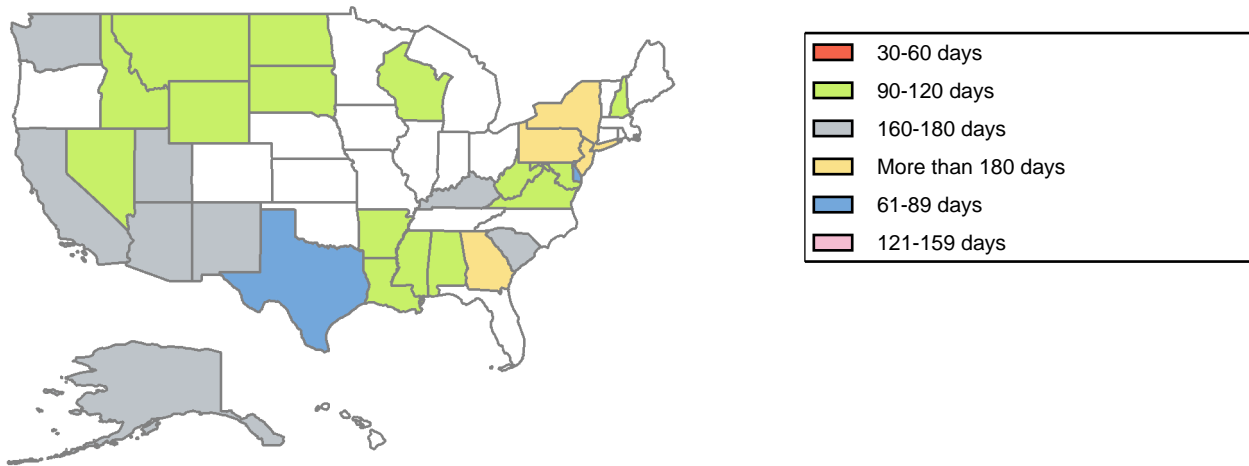 30-60 days
90-120 days
160-180 days
More than 180 days
61-89 days
121-159 days